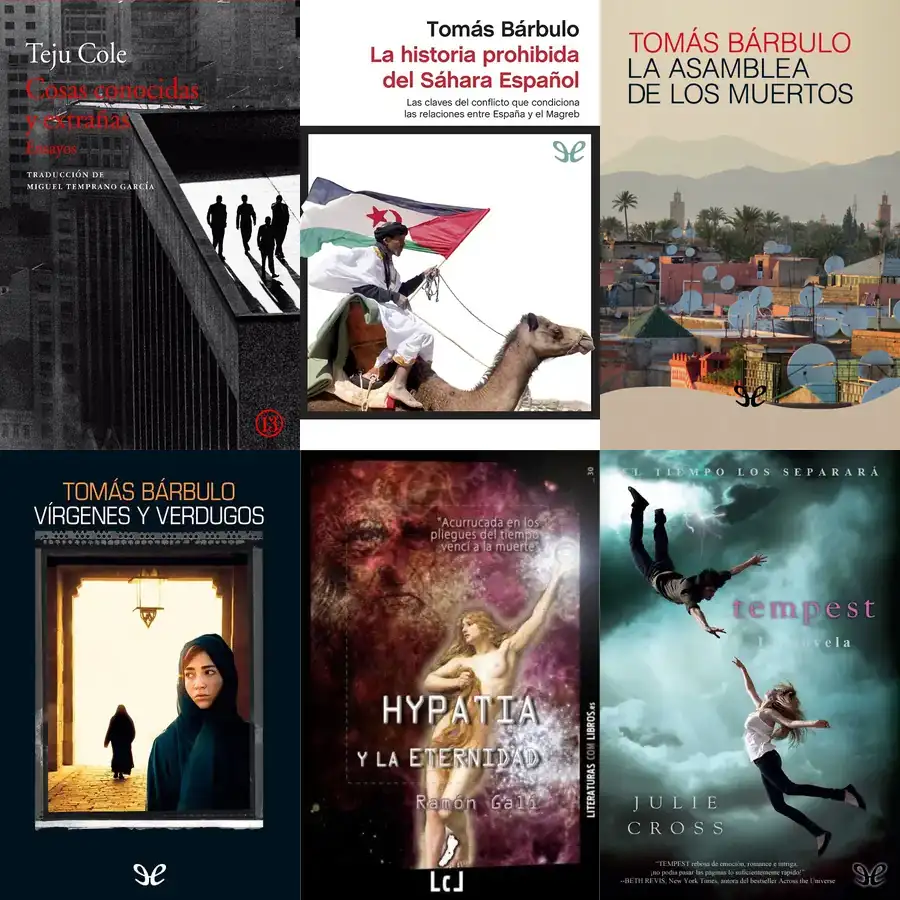 Teju Cole
Cosas conocidas
y extrañas
Ensayos
TRADUCCIÓN DE
MIGUEL TEMPRANO GARCÍA
13
Tomás Bárbulo
La historia prohibida
del Sáhara Español
Las claves del conflicto que condiciona
las relaciones entre España y el Magreb
TOMÁS BÁRBULO
LA ASAMBLEA
DE LOS MUERTOS
TOMÁS BÁRBULO
VÍRGENES Y VERDUGOS
30
"Acurrucada en los
pliegues del tiempo
vencí a la muerte"
HYPATIA
Y LA ETERNIDAD
Ramón Galí
LITERATURAS COM LIBROS.es
LcL
EL TIEMPO LOS SEPARARÁ
tempest
la novela
JULIE
CROSS
"TEMPEST rebosa de emoción, romance e intriga.
¡no podía pasar las páginas lo suficientemente rápido!"
--BETH REVIS, New York Times, autora del bestseller Across the Universe